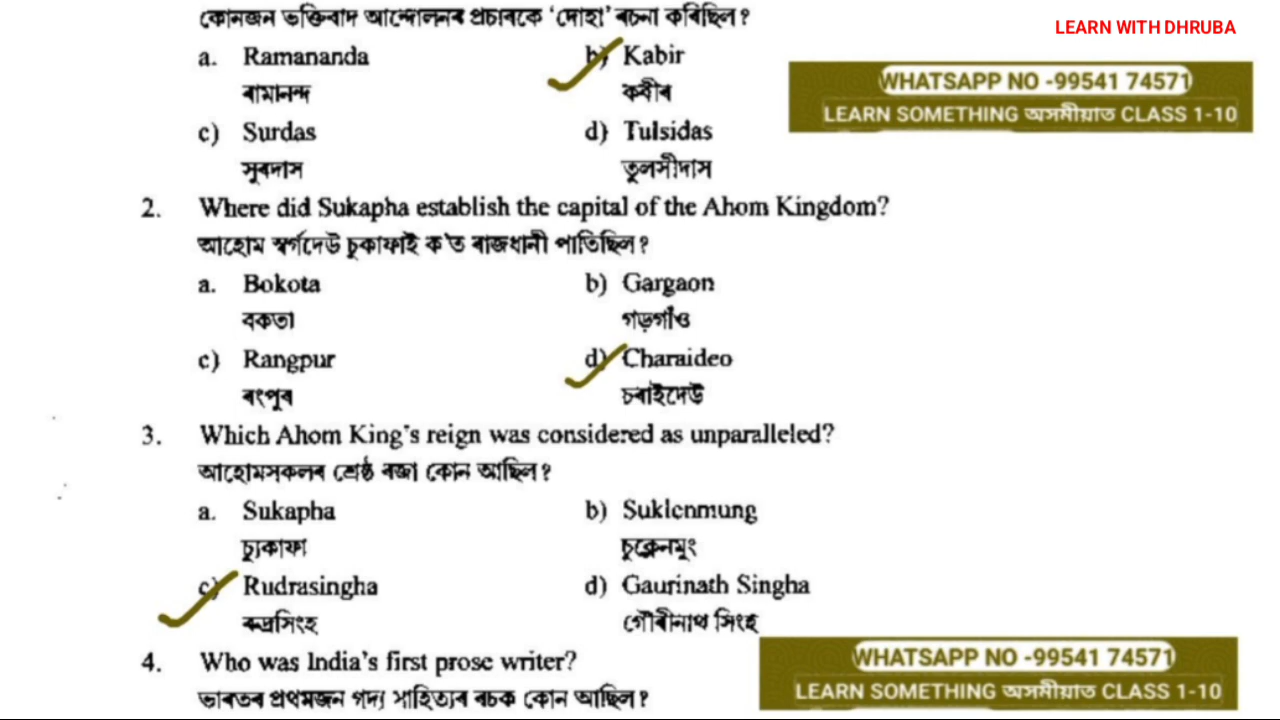 কোনজন ভক্তিবাদ আন্দোলনৰ প্ৰচাৰকে ‘দোহা’ ৰচনা কৰিছিল?
LEARN WITH DHRUBA
a. Ramananda
ৰামানন্দ
b) Kabir
কবীৰ
WHATSAPP NO -99541 74571
LEARN SOMETHING অসমীয়াত CLASS 1-10
c) Surdas
সুৰদাস
d) Tulsidas
তুলসীদাস
2. Where did Sukapha establish the capital of the Ahom Kingdom?
আহোম স্বৰ্গদেউ চুকাফাই ক'ত ৰাজধানী পাতিছিল?
a. Bokota
বকতা
b) Gargaon
গড়গাঁও
c) Rangpur
ৰংপুৰ
d) Charaideo
চৰাইদেউ
3. Which Ahom King's reign was considered as unparalleled?
আহোমসকলৰ শ্ৰেষ্ঠ ৰজা কোন আছিল?
a. Sukapha
চ্যুকাফা
b) Suklenmung
চুক্লেনমুং
c) Rudrasingha
ৰুদ্ৰসিংহ
d) Gaurinath Singha
গৌৰীনাথ সিংহ
4. Who was India's first prose writer?
ভাৰতৰ প্ৰথমজন গদ্য সাহিত্যৰ ৰচক কোন আছিল?
WHATSAPP NO -99541 74571
LEARN SOMETHING অসমীয়াত CLASS 1-10